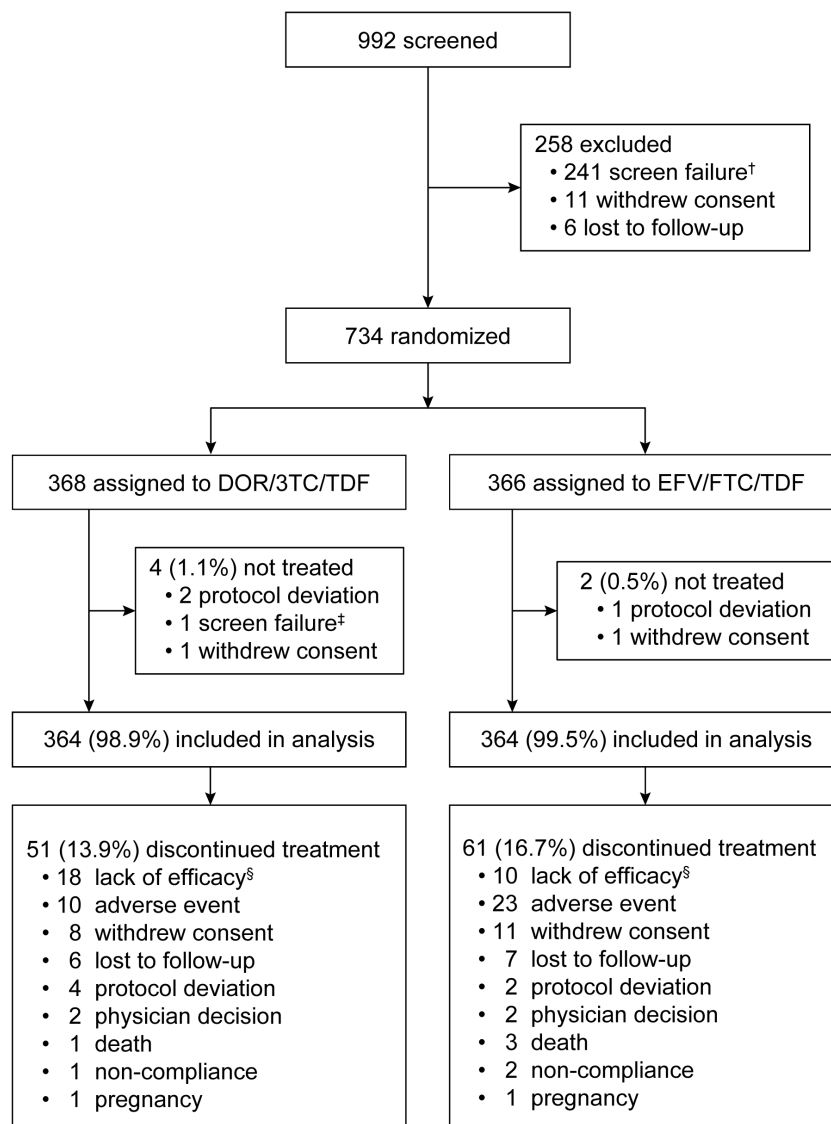 992 screened
258 excluded
• 241 screen failure†
• 11 withdrew consent
• 6 lost to follow-up
734 randomized
368 assigned to DOR/3TC/TDF
366 assigned to EFV/FTC/TDF
4 (1.1%) not treated
• 2 protocol deviation
• 1 screen failure‡
• 1 withdrew consent
2 (0.5%) not treated
• 1 protocol deviation
• 1 withdrew consent
364 (98.9%) included in analysis
364 (99.5%) included in analysis
51 (13.9%) discontinued treatment
• 18 lack of efficacy§
• 10 adverse event
• 8 withdrew consent
• 6 lost to follow-up
• 4 protocol deviation
• 2 physician decision
• 1 death
• 1 non-compliance
• 1 pregnancy
61 (16.7%) discontinued treatment
• 10 lack of efficacy§
• 23 adverse event
• 11 withdrew consent
• 7 lost to follow-up
• 2 protocol deviation
• 2 physician decision
• 3 death
• 2 non-compliance
• 1 pregnancy